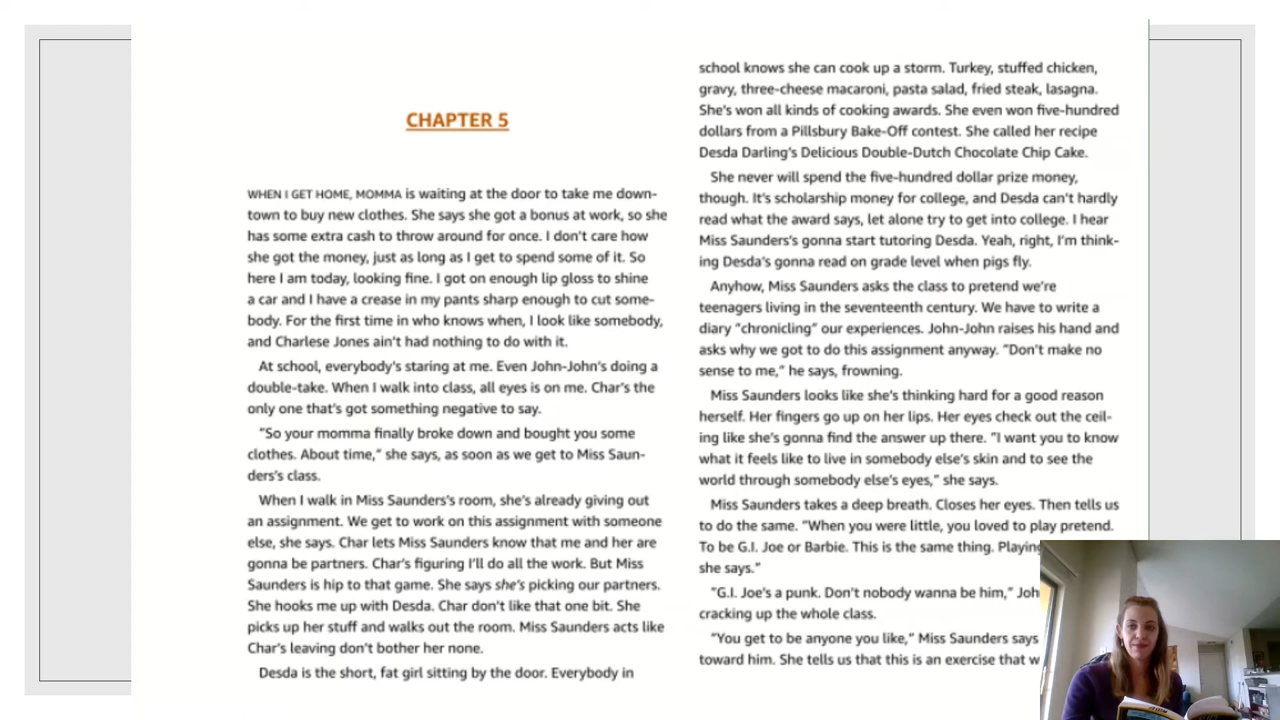 CHAPTER 5
WHEN I GET HOME, MOMMA is waiting at the door to take me down-
town to buy new clothes. She says she got a bonus at work, so she
has some extra cash to throw around for once. I don't care how
she got the money, just as long as I get to spend some of it. So
here I am today, looking fine. I got on enough lip gloss to shine
a car and I have a crease in my pants sharp enough to cut some-
body. For the first time in who knows when, I look like somebody,
and Charlese Jones ain't had nothing to do with it.
At school, everybody's staring at me. Even John-John's doing a
double-take. When I walk into class, all eyes is on me. Char's the
only one that's got something negative to say.
"So your momma finally broke down and bought you some
clothes. About time," she says, as soon as we get to Miss Saun-
ders's class.
When I walk in Miss Saunders's room, she's already giving out
an assignment. We get to work on this assignment with someone
else, she says. Char lets Miss Saunders know that me and her are
gonna be partners. Char's figuring I'll do all the work. But Miss
Saunders is hip to that game. She says she's picking our partners.
She hooks me up with Desda. Char don't like that one bit. She
picks up her stuff and walks out the room. Miss Saunders acts like
Char's leaving don't bother her none.
Desda is the short, fat girl sitting by the door. Everybody in
school knows she can cook up a storm. Turkey, stuffed chicken,
gravy, three-cheese macaroni, pasta salad, fried steak, lasagna.
She's won all kinds of cooking awards. She even won five-hundred
dollars from a Pillsbury Bake-Off contest. She called her recipe
Desda Darling's Delicious Double-Dutch Chocolate Chip Cake.
She never will spend the five-hundred dollar prize money,
though. It's scholarship money for college, and Desda can't hardly
read what the award says, let alone try to get into college. I hear
Miss Saunders's gonna start tutoring Desda. Yeah, right, I'm think-
ing Desda's gonna read on grade level when pigs fly.
Anyhow, Miss Saunders asks the class to pretend we're
teenagers living in the seventeenth century. We have to write a
diary "chronicling" our experiences. John-John raises his hand and
asks why we got to do this assignment anyway. "Don't make no
sense to me," he says, frowning.
Miss Saunders looks like she's thinking hard for a good reason
herself. Her fingers go up on her lips. Her eyes check out the ceil-
ing like she's gonna find the answer up there. "I want you to know
what it feels like to live in somebody else's skin and to see the
world through somebody else's eyes," she says.
Miss Saunders takes a deep breath. Closes her eyes. Then tells us
to do the same. "When you were little, you loved to play pretend.
To be G.I. Joe or Barbie. This is the same thing. Playing
she says."
"G.I. Joe's a punk. Don't nobody wanna be him," Joh
cracking up the whole class.
"You get to be anyone you like," Miss Saunders says
toward him. She tells us that this is an exercise that w